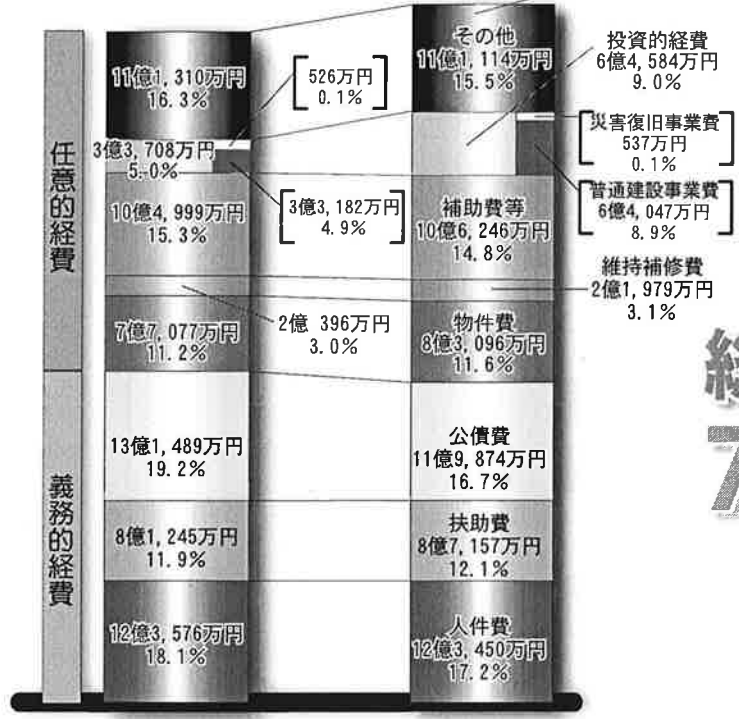 任意的経費
義務的経費
11億1,310万円
16.3%
526万円
0.1%
3億3,708万円
5.0%
3億3,182万円
4.9%
10億4,999万円
15.3%
2億 396万円
3.0%
7億7,077万円
11.2%
13億1,489万円
19.2%
8億1,245万円
11.9%
12億3,576万円
18.1%
その他
11億1,114万円
15.5%
投資的経費
6億4,584万円
9.0%
災害復旧事業費
537万円
0.1%
普通建設事業費
6億4,047万円
8.9%
補助費等
10億6,246万円
14.8%
維持補修費
2億1,979万円
3.1%
物件費
8億3,096万円
11.6%
公債費
11億9,874万円
16.7%
扶助費
8億7,157万円
12.1%
人件費
12億3,450万円
17.2%